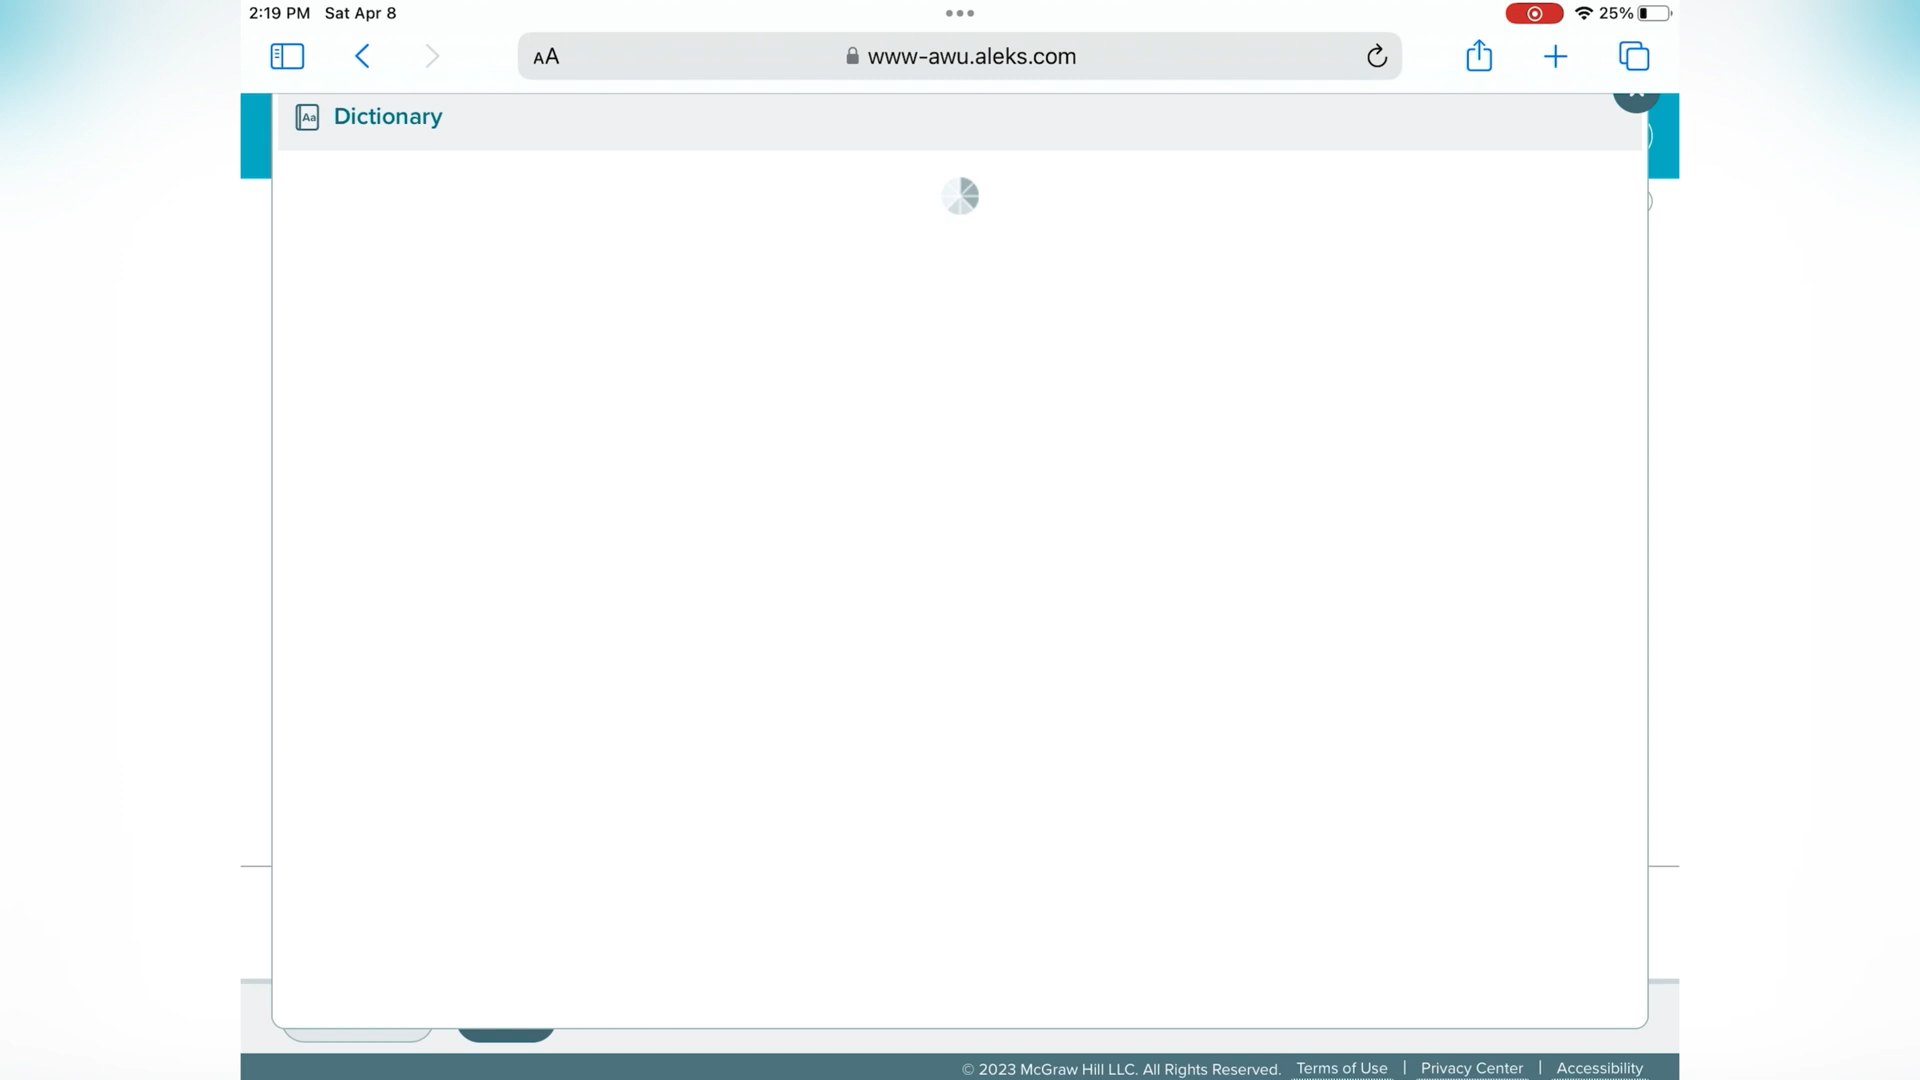 2:19 PM Sat Apr 8
25%
AA
www-awu.aleks.com
Aa Dictionary
© 2023 McGraw Hill LLC. All Rights Reserved. Terms of Use | Privacy Center | Accessibility